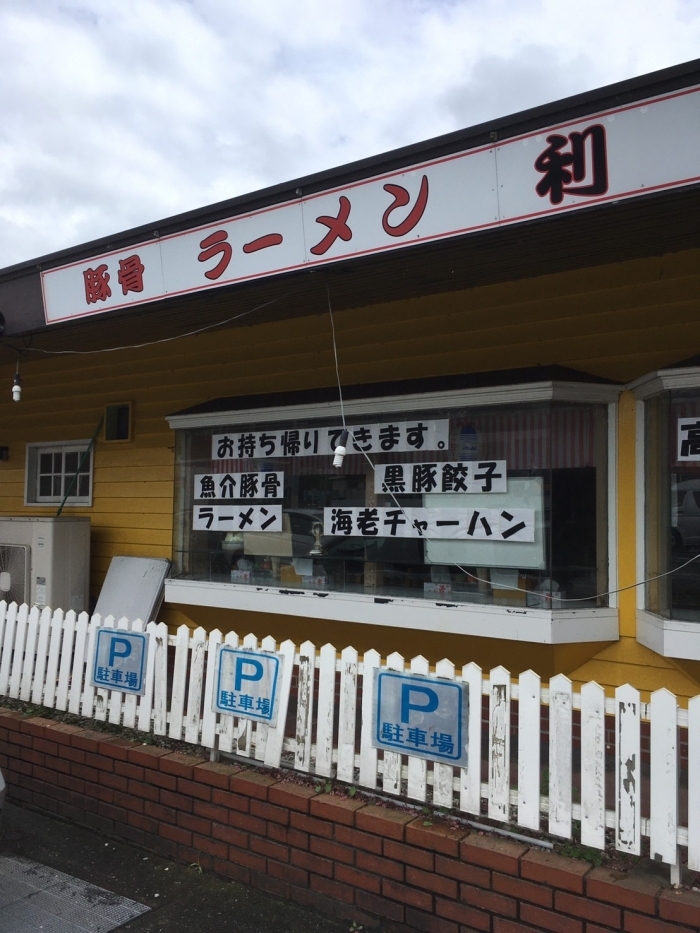 豚骨 ラーメン 利
お持ち帰りできます。
魚介豚骨
ラーメン
黒豚餃子
海老チャーハン
高
P
駐車場
P
駐車場
P
駐車場